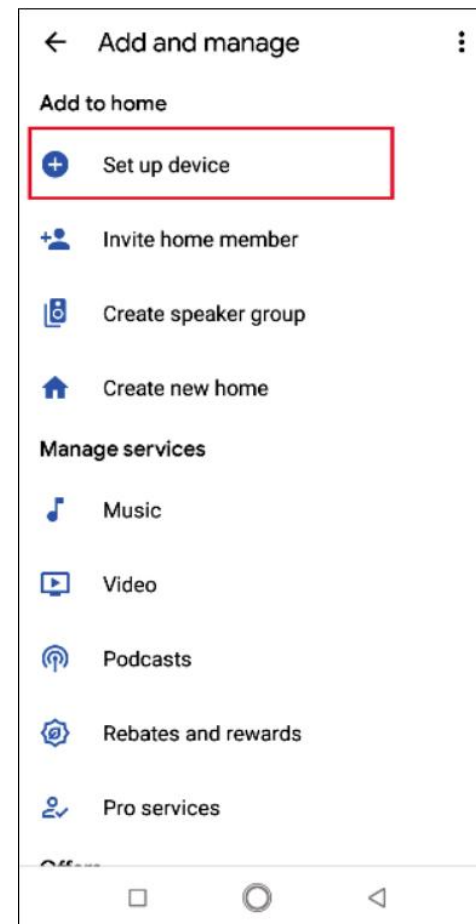 Add and manage
Add to home
Set up device
Invite home member
Create speaker group
Create new home
Manage services
Music
Video
Podcasts
Rebates and rewards
Pro services